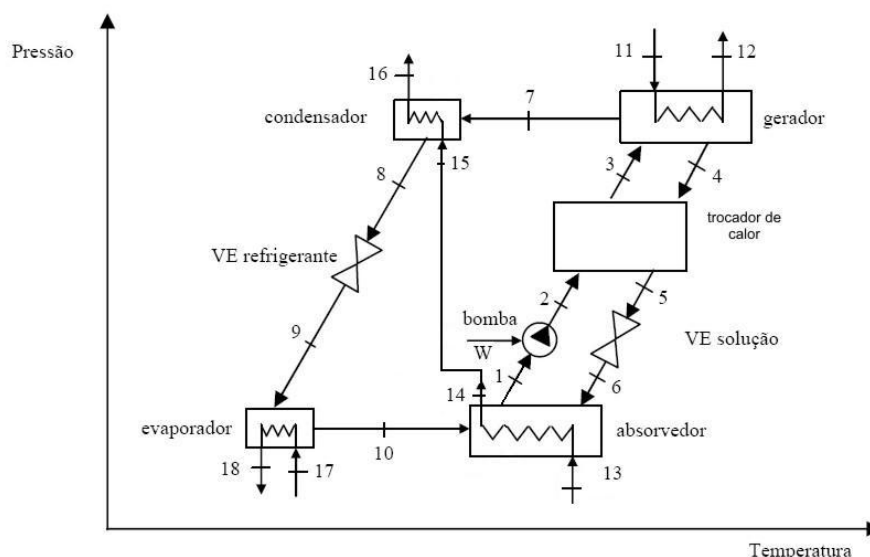 Pressão
16
11
12
condensador
7
gerador
15
3
4
8
trocador de
calor
VE refrigerante
2
5
9
bomba
W
VE solução
1
6
14
evaporador
absorvedor
10
18
17
13
Temperatura